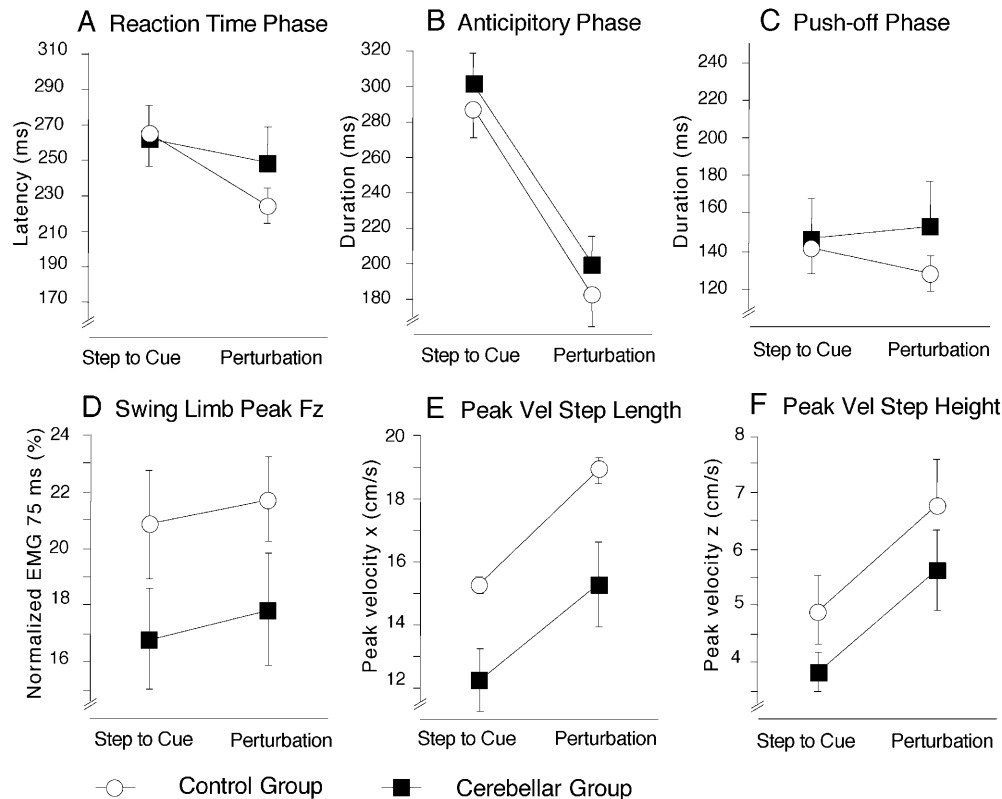 A Reaction Time Phase
Latency (ms)
310
290
270
250
230
210
190
170
Step to Cue Perturbation
B Anticipitory Phase
Duration (ms)
320
300
280
260
220
200
180
Step to Cue Perturbation
C Push-off Phase
Duration (ms)
240
220
200
160
140
120
Step to Cue Perturbation
D Swing Limb Peak Fz
Normalized EMG 75 ms (%)
24
22
20
18
16
Step to Cue Perturbation
E Peak Vel Step Length
Peak velocity x (cm/s)
20
18
16
14
12
Step to Cue Perturbation
F Peak Vel Step Height
Peak velocity z (cm/s)
8
7
6
5
4
Step to Cue Perturbation
Control Group Cerebellar Group